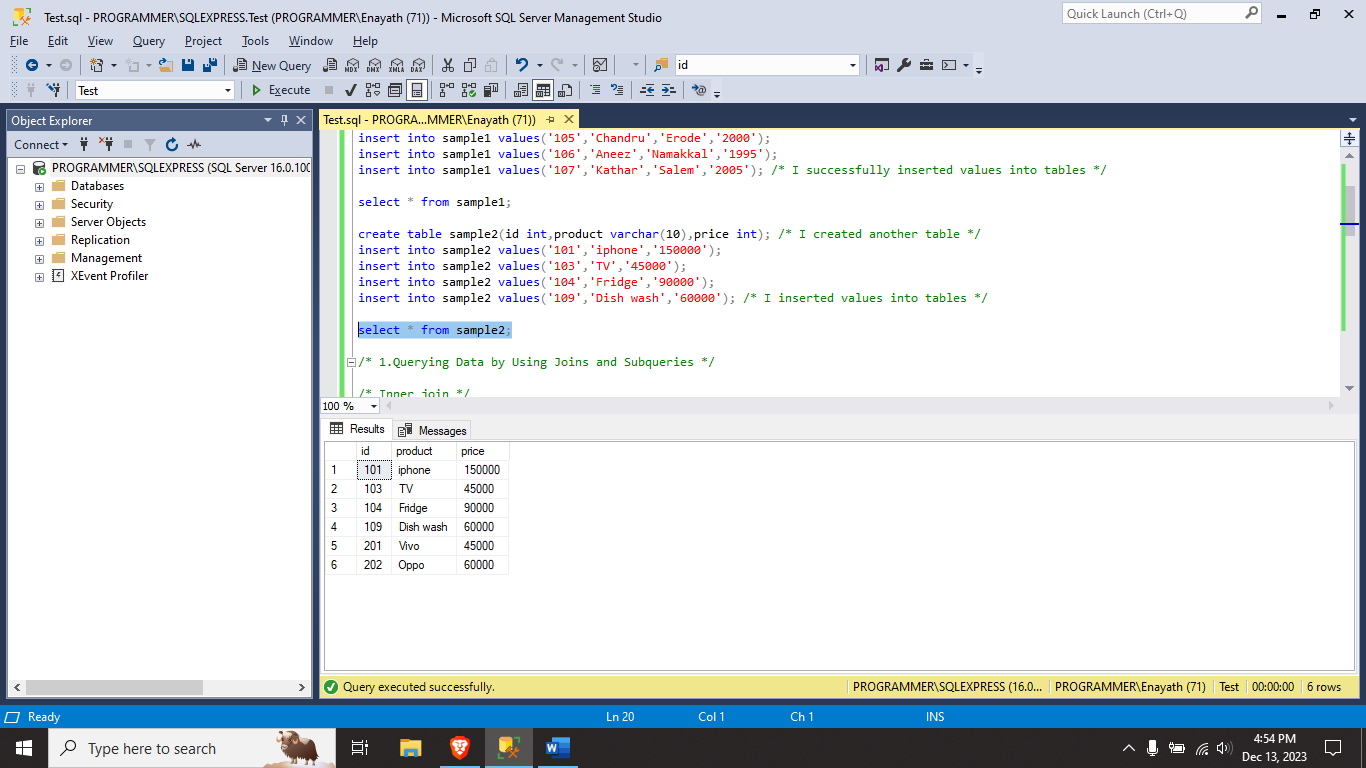 Test.sql - PROGRAMMER\SQLEXPRESS.Test (PROGRAMMER\Enayath (71)) - Microsoft SQL Server Management Studio
Quick Launch (Ctrl+Q)
File Edit View Query Project Tools Window Help
New Query MDX DMX XMLA DAX id
Test Execute
Object Explorer
Connect
PROGRAMMER\SQLEXPRESS (SQL Server 16.0.100
Databases
Security
Server Objects
Replication
Management
XEvent Profiler
Test.sql - PROGRA...MMER\Enayath (71))
insert into sample1 values('105','Chandru','Erode','2000');
insert into sample1 values('106','Aneez','Namakkal','1995');
insert into sample1 values('107','Kathar','Salem','2005'); /* I successfully inserted values into tables */
select * from sample1;
create table sample2(id int,product varchar(10),price int); /* I created another table */
insert into sample2 values('101','iphone','150000');
insert into sample2 values('103','TV','45000');
insert into sample2 values('104','Fridge','90000');
insert into sample2 values('109','Dish wash','60000'); /* I inserted values into tables */
select * from sample2;
/* 1.Querying Data by Using Joins and Subqueries */
/* Inner join */
100 %
Results Messages
id product price
1 101 iphone 150000
2 103 TV 45000
3 104 Fridge 90000
4 109 Dish wash 60000
5 201 Vivo 45000
6 202 Oppo 60000
Query executed successfully. PROGRAMMER\SQLEXPRESS (16.0... PROGRAMMER\Enayath (71) Test 00:00:00 6 rows
Ready Ln 20 Col 1 Ch 1 INS
Type here to search
4:54 PM
Dec 13, 2023